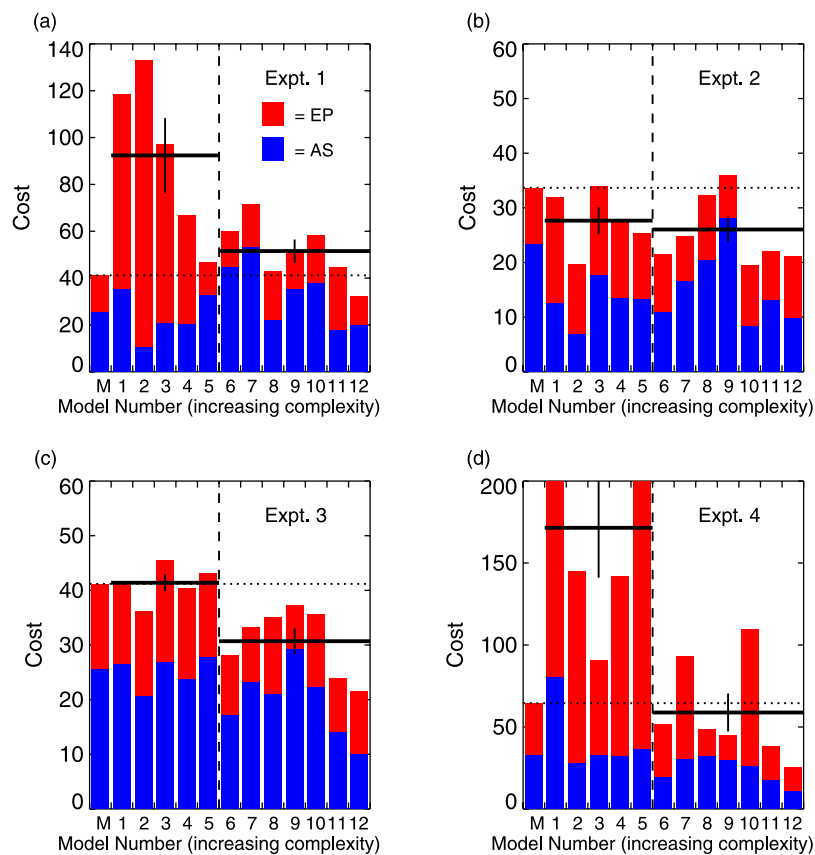 (a)
140
120
100
80
60
40
20
0
Cost
Expt. 1
= EP
= AS
M 1 2 3 4 5 6 7 8 9 10 11 12
Model Number (increasing complexity)
(b)
60
50
40
30
20
10
0
Cost
Expt. 2
M 1 2 3 4 5 6 7 8 9 10 11 12
Model Number (increasing complexity)
(c)
60
50
40
30
20
10
0
Cost
Expt. 3
M 1 2 3 4 5 6 7 8 9 10 11 12
Model Number (increasing complexity)
(d)
200
150
100
50
0
Cost
Expt. 4
M 1 2 3 4 5 6 7 8 9 10 11 12
Model Number (increasing complexity)